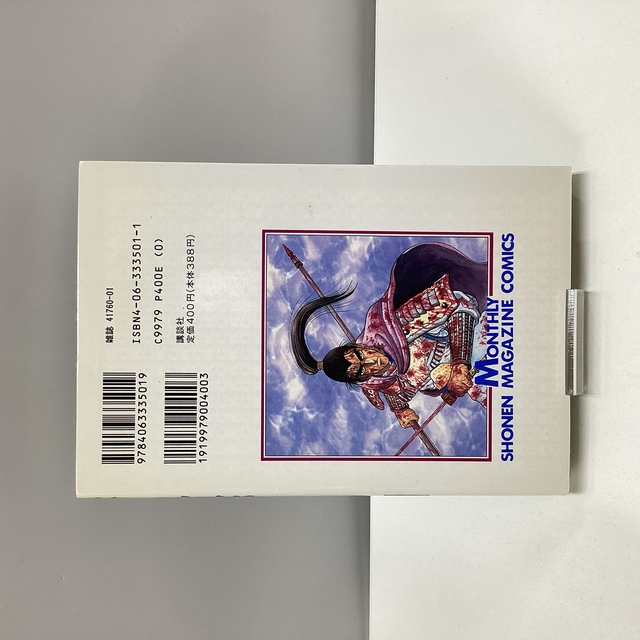 MONTHLY
SHONEN MAGAZINE COMICS
9784063335019
1919979004003
雑誌 41760-01
ISBN4-06-333501-1
C9979 P400E (0)
講談社
定価400円(本体388円)